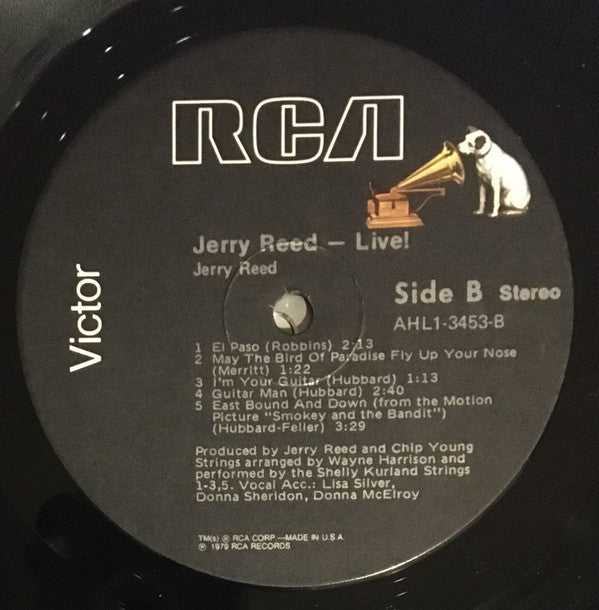 RCA
Victor
Jerry Reed – Live!
Jerry Reed
Side B Stereo
AHL1-3453-B
1 El Paso (Robbins) 2:13
2 May The Bird Of Paradise Fly Up Your Nose
(Merritt) 1:22
3 I'm Your Guitar (Hubbard) 1:13
4 Guitar Man (Hubbard) 2:40
5 East Bound And Down (from the Motion
Picture "Smokey and the Bandit")
(Hubbard-Feller) 3:29
Produced by Jerry Reed and Chip Young
Strings arranged by Wayne Harrison and
performed by the Shelly Kurland Strings
1-3,5. Vocal Acc.: Lisa Silver,
Donna Sheridon, Donna McElroy
TM(s) ® RCA CORP.—MADE IN U.S.A.
℗ 1979 RCA RECORDS